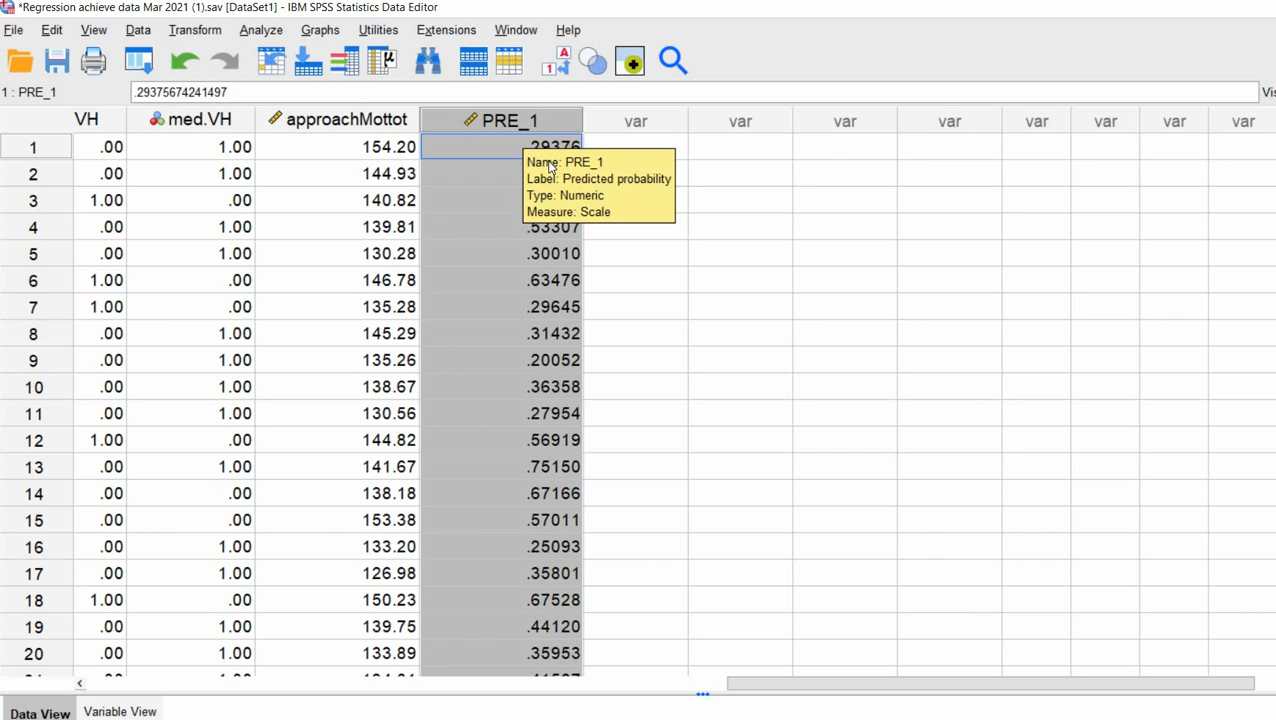 *Regression achieve data Mar 2021 (1).sav [DataSet1] - IBM SPSS Statistics Data Editor
File Edit View Data Transform Analyze Graphs Utilities Extensions Window Help
1 : PRE_1 .29375674241497
VH med.VH approachMottot PRE_1 var var var var var var var
1 .00 1.00 154.20 .29376
2 .00 1.00 144.93
3 1.00 .00 140.82
4 .00 1.00 139.81 .53307
5 .00 1.00 130.28 .30010
6 1.00 .00 146.78 .63476
7 1.00 .00 135.28 .29645
8 .00 1.00 145.29 .31432
9 .00 1.00 135.26 .20052
10 .00 1.00 138.67 .36358
11 .00 1.00 130.56 .27954
12 1.00 .00 144.82 .56919
13 .00 1.00 141.67 .75150
14 .00 .00 138.18 .67166
15 .00 .00 153.38 .57011
16 .00 1.00 133.20 .25093
17 .00 1.00 126.98 .35801
18 1.00 .00 150.23 .67528
19 .00 1.00 139.75 .44120
20 .00 1.00 133.89 .35953
Name: PRE_1
Label: Predicted probability
Type: Numeric
Measure: Scale
Data View Variable View